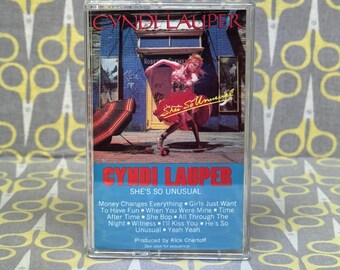 CYNDI LAUPER
She's So Unusual
CYNDI LAUPER
SHE'S SO UNUSUAL
Money Changes Everything • Girls Just Want
To Have Fun • When You Were Mine • Time
After Time • She Bop • All Through The
Night • Witness • I'll Kiss You • He's So
Unusual • Yeah Yeah
Produced by Rick Chertoff